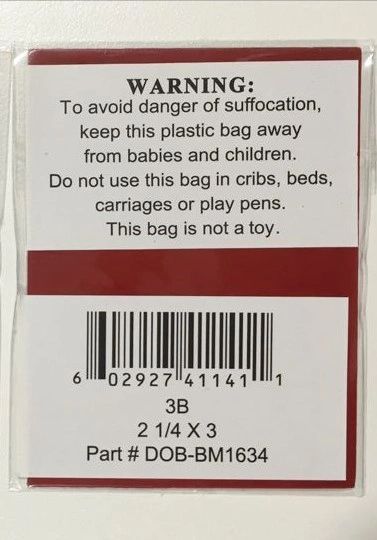 WARNING:
To avoid danger of suffocation,
keep this plastic bag away
from babies and children.
Do not use this bag in cribs, beds,
carriages or play pens.
This bag is not a toy.
6 02927 41141 1
3B
2 1/4 X 3
Part # DOB-BM1634